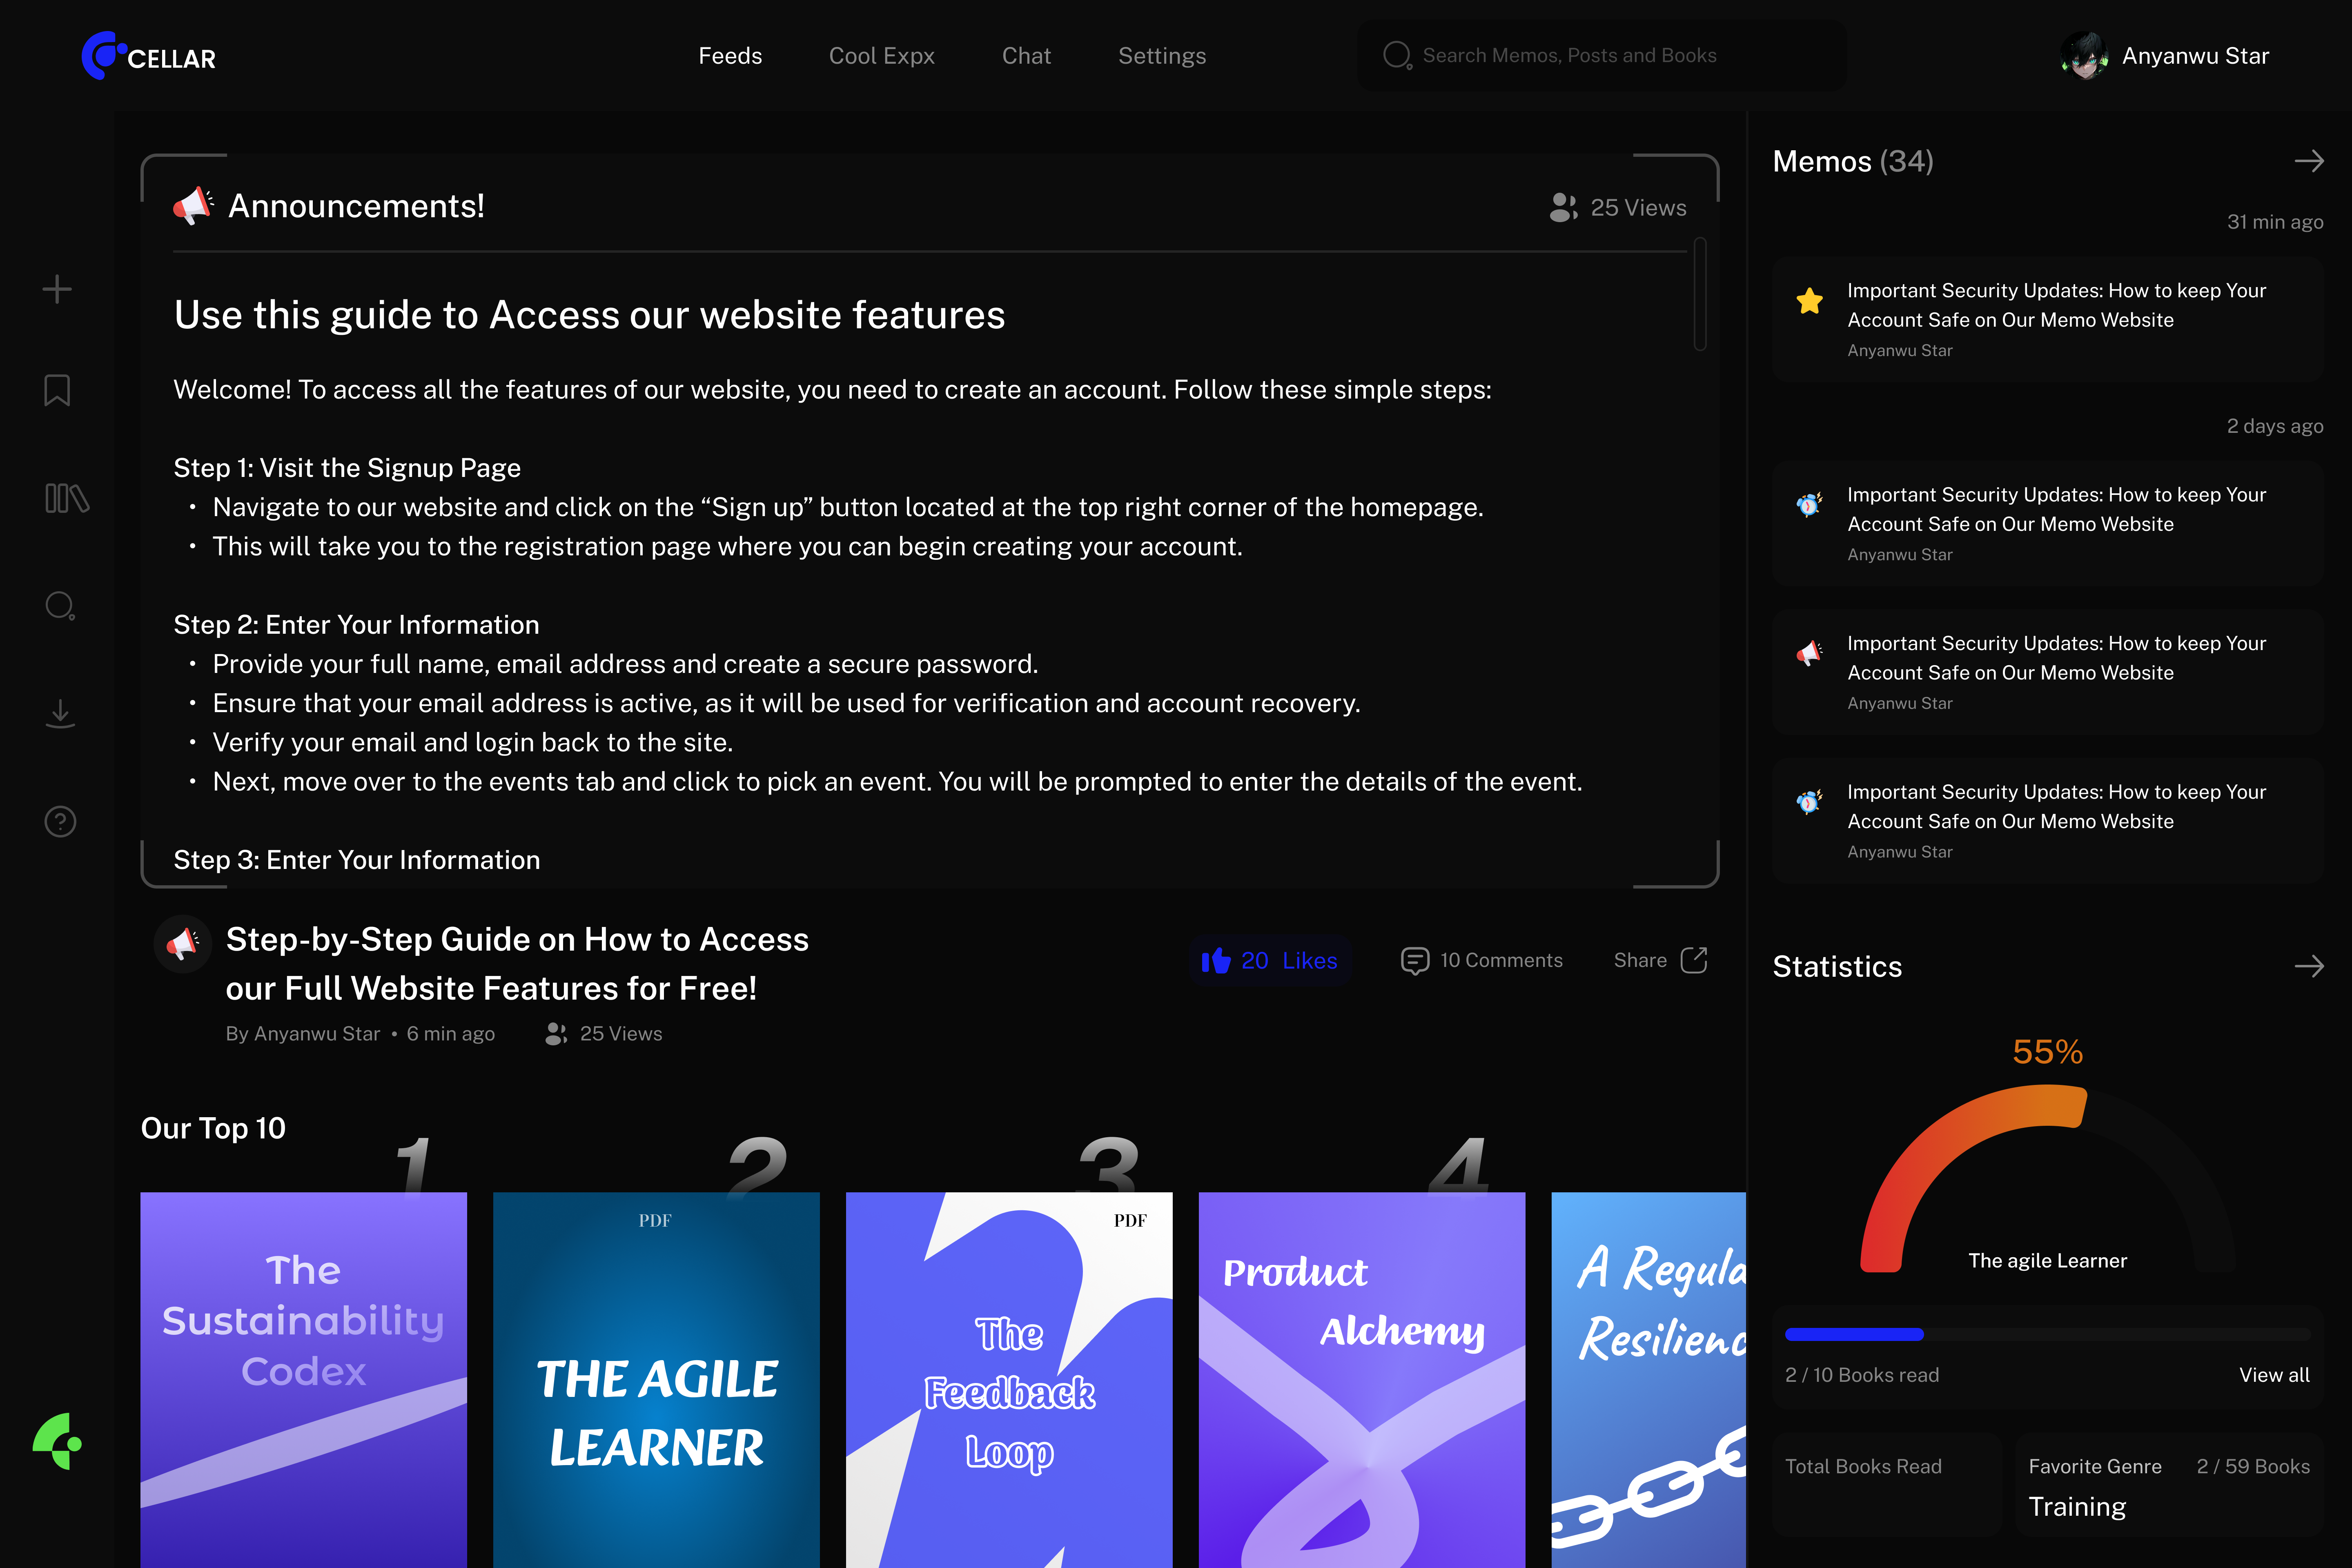 CELLAR
Feeds
Cool Expx
Chat
Settings
Search Memos, Posts and Books
Anyanwu Star
Announcements!
25 Views
Use this guide to Access our website features
Welcome! To access all the features of our website, you need to create an account. Follow these simple steps:
Step 1: Visit the Signup Page
• Navigate to our website and click on the “Sign up” button located at the top right corner of the homepage.
• This will take you to the registration page where you can begin creating your account.
Step 2: Enter Your Information
• Provide your full name, email address and create a secure password.
• Ensure that your email address is active, as it will be used for verification and account recovery.
• Verify your email and login back to the site.
• Next, move over to the events tab and click to pick an event. You will be prompted to enter the details of the event.
Step 3: Enter Your Information
Step-by-Step Guide on How to Access
our Full Website Features for Free!
By Anyanwu Star • 6 min ago
25 Views
20 Likes
10 Comments
Share
Our Top 10
1
2
3
4
The
Sustainability
Codex
PDF
THE AGILE
LEARNER
PDF
The
Feedback
Loop
Product
Alchemy
A Regula
Resilienc
Memos (34)
31 min ago
Important Security Updates: How to keep Your
Account Safe on Our Memo Website
Anyanwu Star
2 days ago
Important Security Updates: How to keep Your
Account Safe on Our Memo Website
Anyanwu Star
Important Security Updates: How to keep Your
Account Safe on Our Memo Website
Anyanwu Star
Important Security Updates: How to keep Your
Account Safe on Our Memo Website
Anyanwu Star
Statistics
55%
The agile Learner
2 / 10 Books read
View all
Total Books Read
Favorite Genre
2 / 59 Books
Training